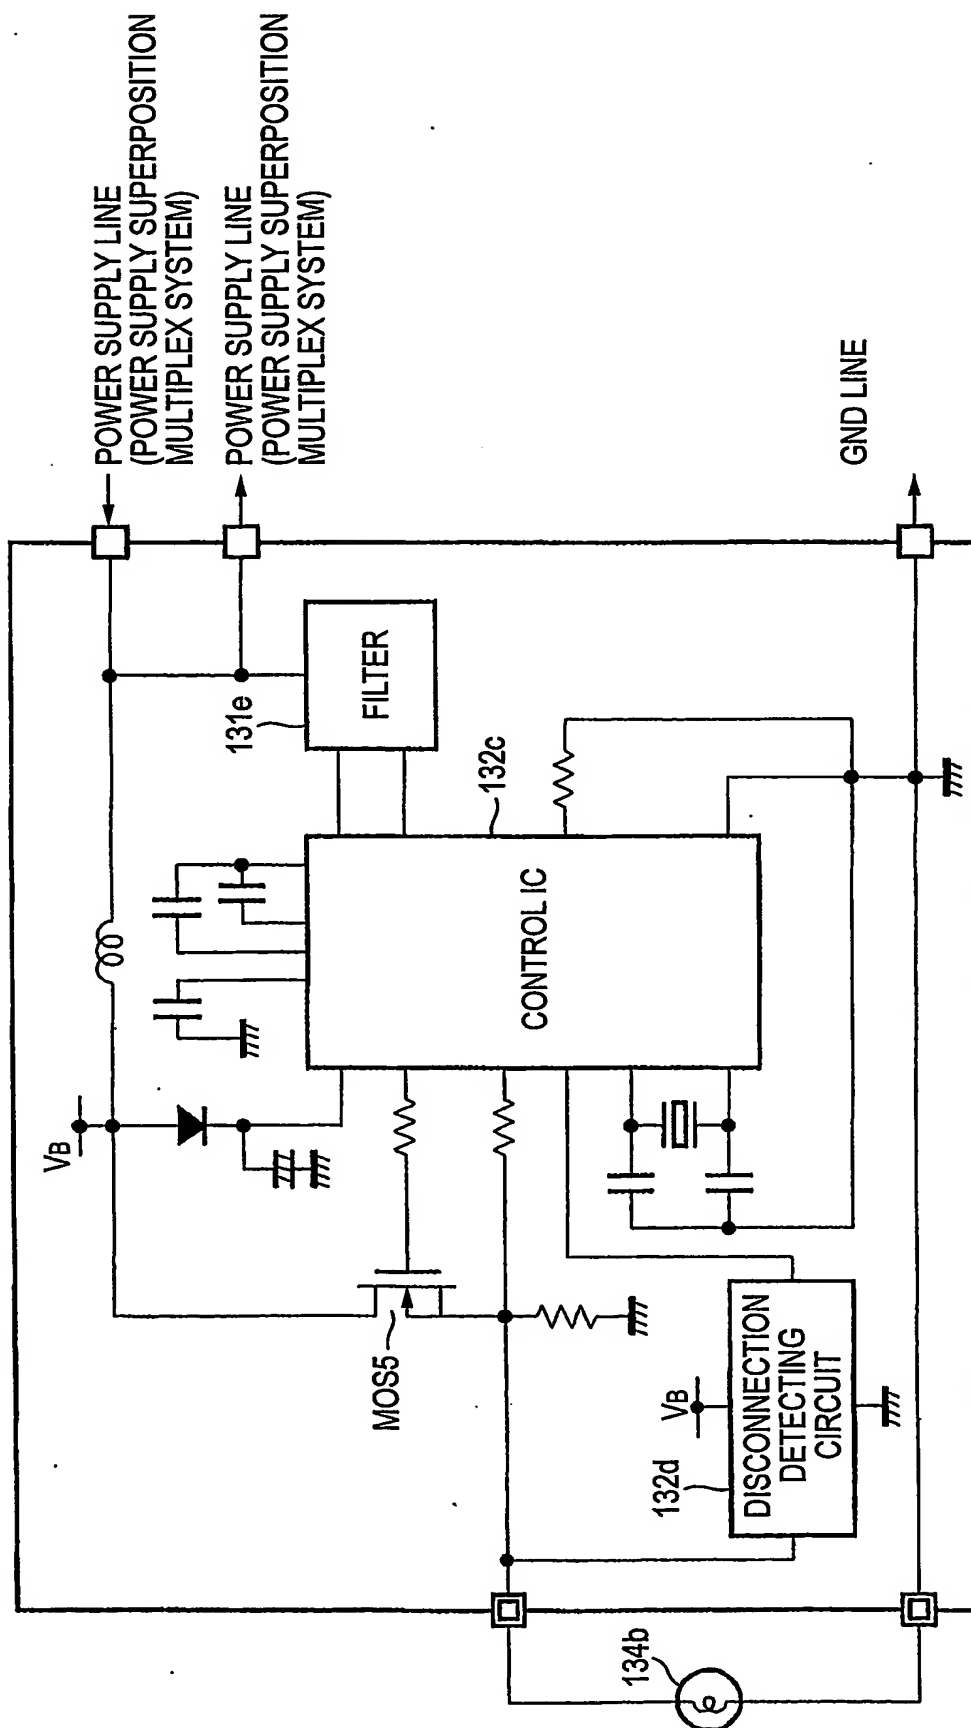 POWER SUPPLY LINE
(POWER SUPPLY SUPERPOSITION
MULTIPLEX SYSTEM)
POWER SUPPLY LINE
(POWER SUPPLY SUPERPOSITION
MULTIPLEX SYSTEM)
GND LINE
131e
FILTER
132c
CONTROL IC
VB
MOS5
VB
132d
DISCONNECTION
DETECTING
CIRCUIT
134b